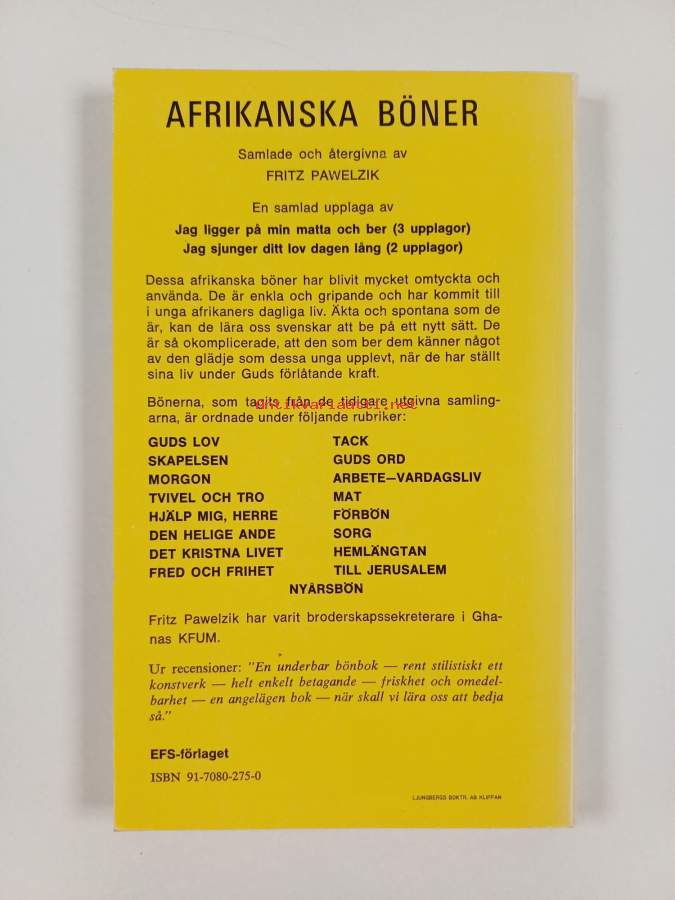 AFRIKANSKA BÖNER
Samlade och återgivna av
FRITZ PAWELZIK
En samlad upplaga av
Jag ligger på min matta och ber (3 upplagor)
Jag sjunger ditt lov dagen lång (2 upplagor)
Dessa afrikanska böner har blivit mycket omtyckta och
använda. De är enkla och gripande och har kommit till
i unga afrikaners dagliga liv. Äkta och spontana som de
är, kan de lära oss svenskar att be på ett nytt sätt. De
är så okomplicerade, att den som ber dem känner något
av den glädje som dessa unga upplevt, när de har ställt
sina liv under Guds förlåtande kraft.
Bönerna, som tagits från de tidigare utgivna samling-
antikvariaatti.net
arna, är ordnade under följande rubriker:
GUDS LOV TACK
SKAPELSEN GUDS ORD
MORGON ARBETE—VARDAGSLIV
TVIVEL OCH TRO MAT
HJÄLP MIG, HERRE FÖRBÖN
DEN HELIGE ANDE SORG
DET KRISTNA LIVET HEMLÄNGTAN
FRED OCH FRIHET TILL JERUSALEM
NYÅRSBÖN
Fritz Pawelzik har varit broderskapssekreterare i Gha-
nas KFUM.
Ur recensioner: "En underbar bönbok — rent stilistiskt ett
konstverk — helt enkelt betagande — friskhet och omedel-
barhet — en angelägen bok — när skall vi lära oss att bedja
så."
EFS-förlaget
ISBN 91-7080-275-0
LJUNGBERGS BOKTR. AB KLIPPAN